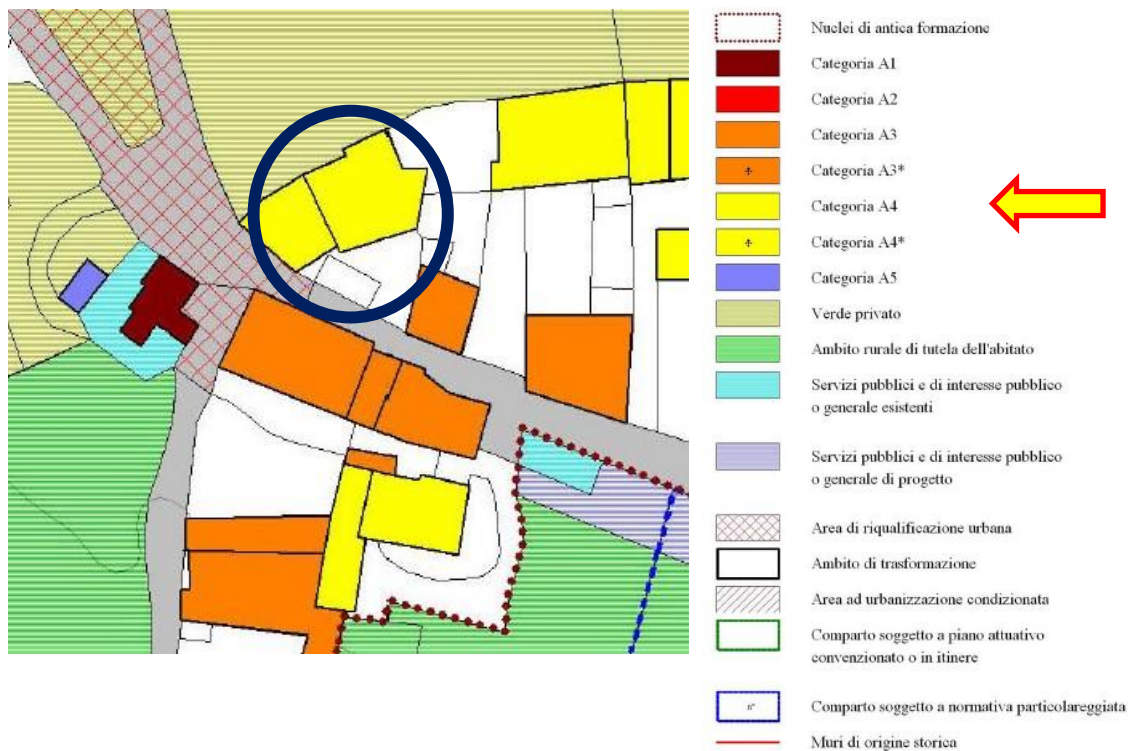 Nuclei di antica formazione
Categoria A1
Categoria A2
Categoria A3
Categoria A3*
Categoria A4
Categoria A4*
Categoria A5
Verde privato
Ambito rurale di tutela dell'abitato
Servizi pubblici e di interesse pubblico
o generale esistenti
Servizi pubblici e di interesse pubblico
o generale di progetto
Area di riqualificazione urbana
Ambito di trasformazione
Area ad urbanizzazione condizionata
Comparto soggetto a piano attuativo
convenzionato o in itinere
n°
Comparto soggetto a normativa particolareggiata
Muri di origine storica